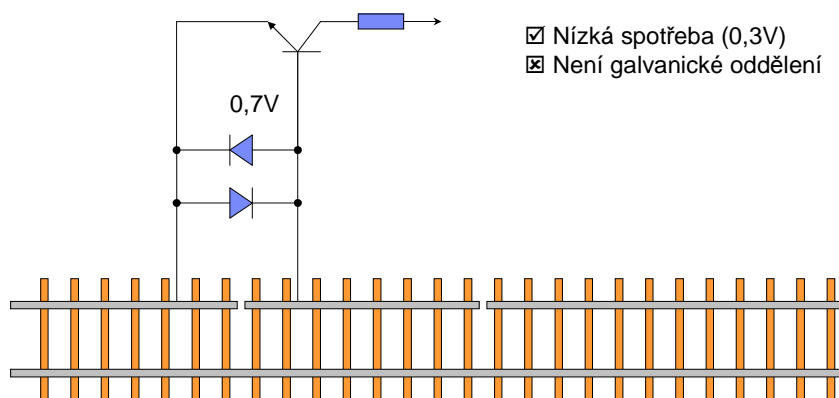 ☑ Nízká spotřeba (0,3V)
☒ Není galvanické oddělení
0,7V